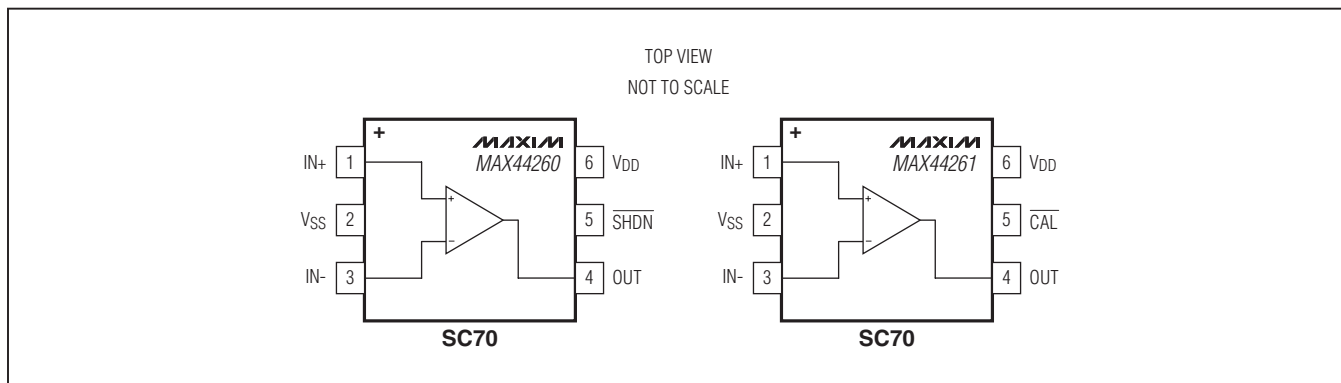 TOP VIEW
NOT TO SCALE
+
MAXIM
MAX44260
IN+ 1
6 VDD
+
VSS 2
5 SHDN
−
IN- 3
4 OUT
SC70
+
MAXIM
MAX44261
IN+ 1
6 VDD
+
VSS 2
5 CAL
−
IN- 3
4 OUT
SC70